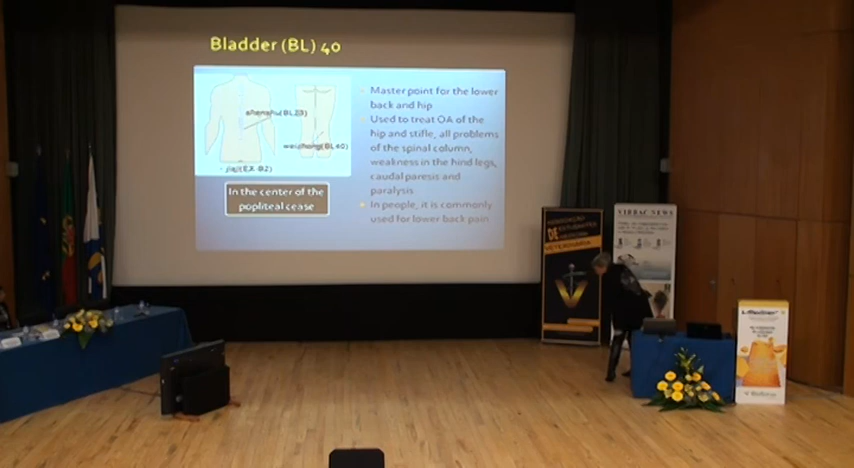 Bladder (BL) 40
shenshu(BL23)
weizhong(BL40)
- jiaji(EX-B2)
In the center of the
popliteal cease
Master point for the lower
back and hip
Used to treat OA of the
hip and stifle, all problems
of the spinal column,
weakness in the hind legs,
caudal paresis and
paralysis
In people, it is commonly
used for lower back pain
DE
VIRBAC NEWS